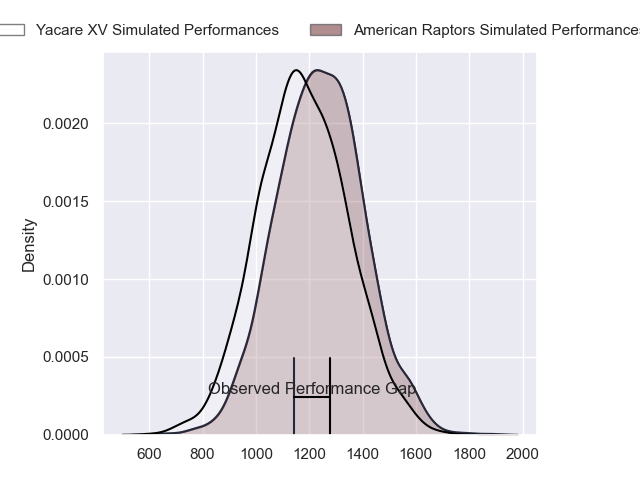 Yacare XV Simulated Performances
American Raptors Simulated Performances
Density
0.0020
0.0015
0.0010
0.0005
0.0000
Observed Performance Gap
600 800 1000 1200 1400 1600 1800 2000